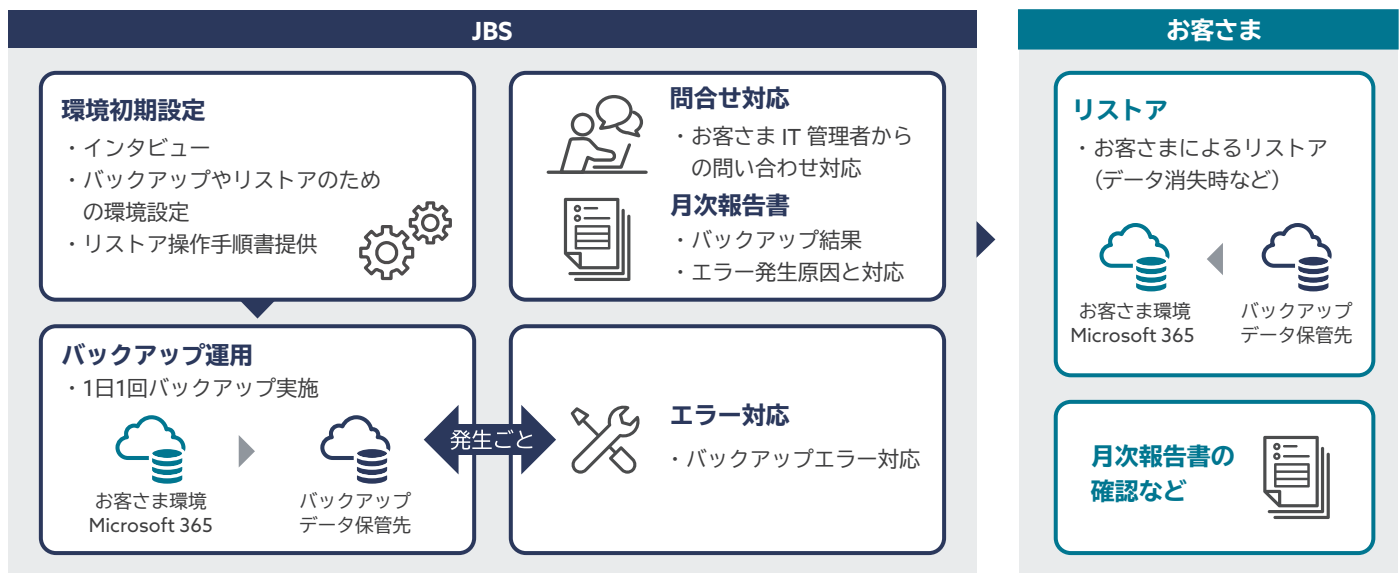 JBS
環境初期設定
・インタビュー
・バックアップやリストアのため
の環境設定
・リストア操作手順書提供
問合せ対応
・お客さま IT 管理者から
の問い合わせ対応
月次報告書
・バックアップ結果
・エラー発生原因と対応
バックアップ運用
・1日1回バックアップ実施
お客さま環境
Microsoft 365
バックアップ
データ保管先
発生ごと
エラー対応
・バックアップエラー対応
お客さま
リストア
・お客さまによるリストア
（データ消失時など）
お客さま環境
Microsoft 365
バックアップ
データ保管先
月次報告書の
確認など